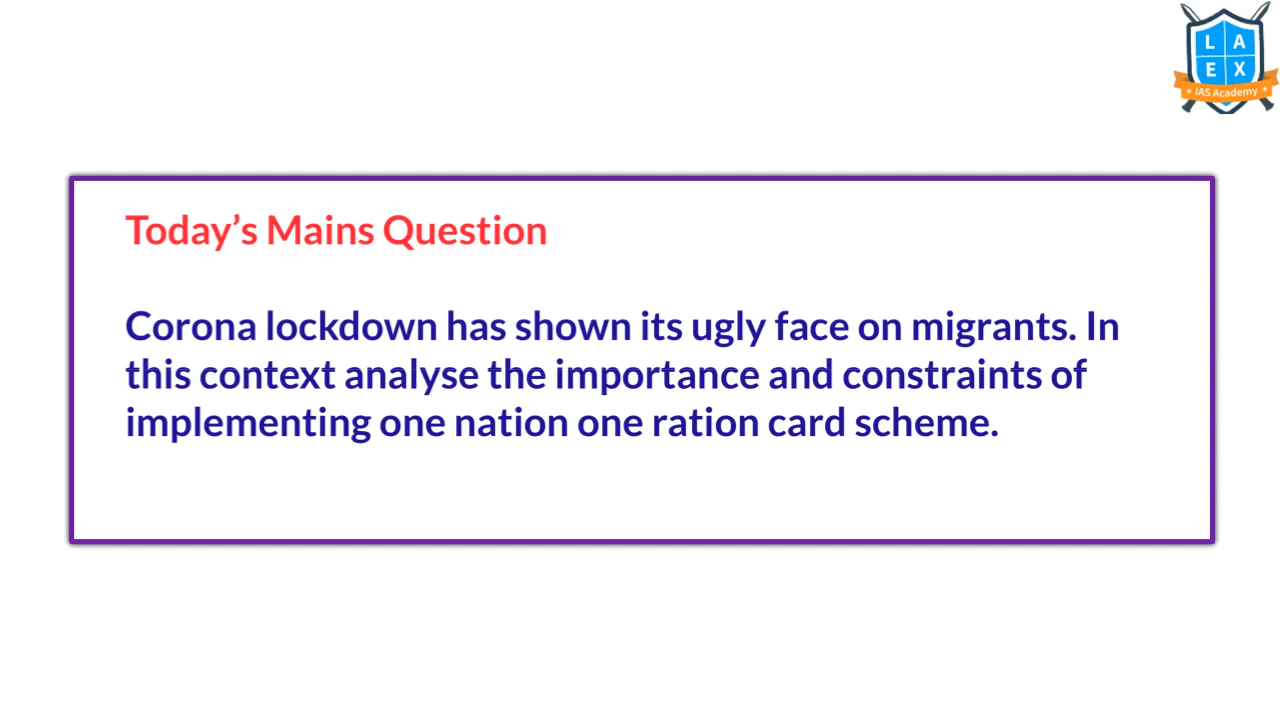 L A
E X
IAS Academy
Today’s Mains Question
Corona lockdown has shown its ugly face on migrants. In
this context analyse the importance and constraints of
implementing one nation one ration card scheme.